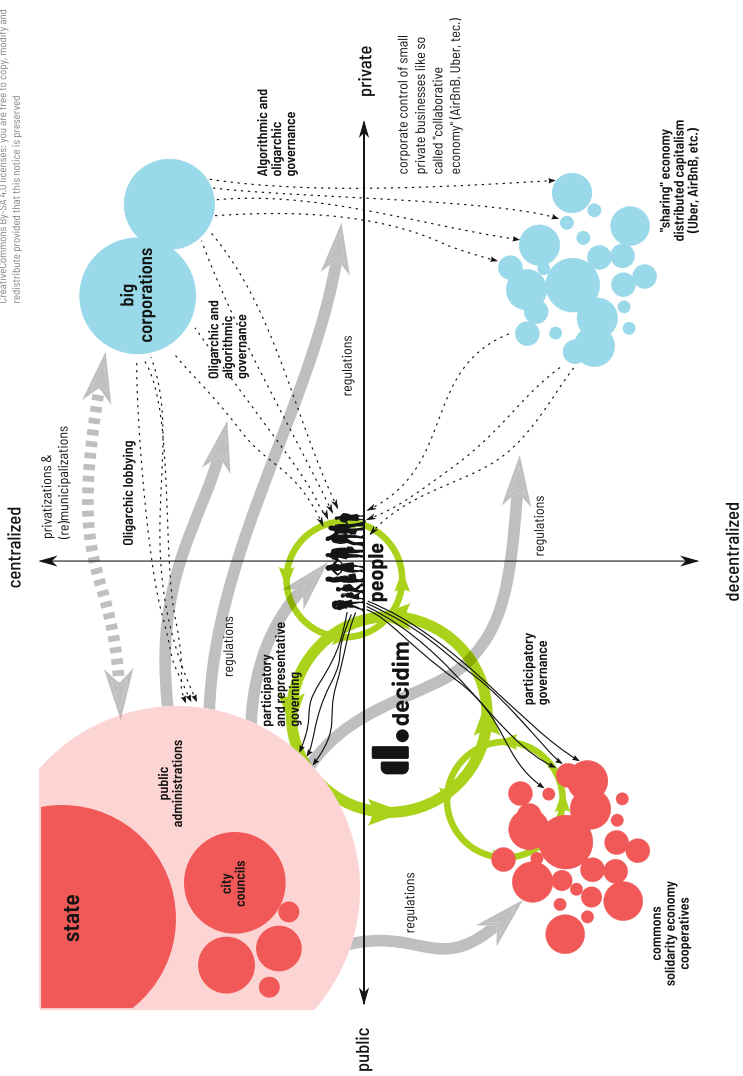 CreativeCommons By-SA 4.0 licenses: you are free to copy, modify and
redistribute provided that this notice is preserved
centralized
privatizations &
(re)municipalizations
big
corporations
Oligarchic lobbying
Oligarchic and
algorithmic
governance
Algorithmic and
oligarchic
governance
corporate control of small
private businesses like so
called "collaborative
economy" (AirBnB, Uber, tec.)
state
public
administrations
city
councils
regulations
regulations
participatory
and representative
governing
public
people
private
decidim
regulations
participatory
governance
regulations
commons
solidarity economy
cooperatives
"sharing" economy
distributed capitalism
(Uber, AirBnB, etc.)
decentralized